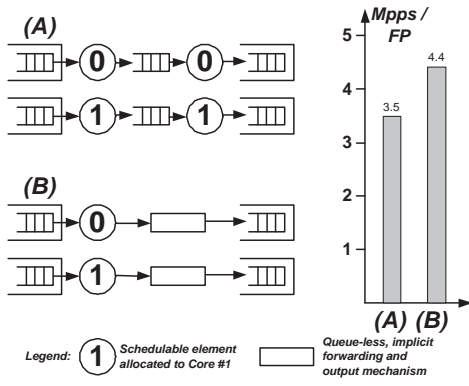 (A)
0 0
1 1
(B)
0
1
Mpps /
FP
5
4
3
2
1
3.5
4.4
(A) (B)
Legend: 1 Schedulable element
allocated to Core #1
Queue-less, implicit
forwarding and
output mechanism